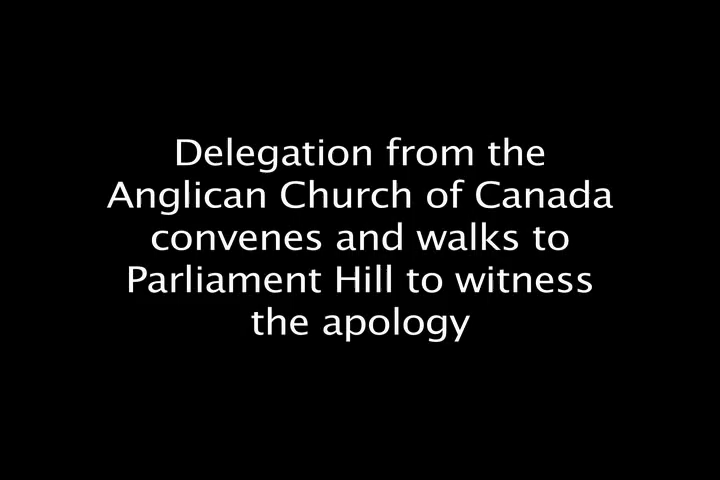 Delegation from the
Anglican Church of Canada
convenes and walks to
Parliament Hill to witness
the apology